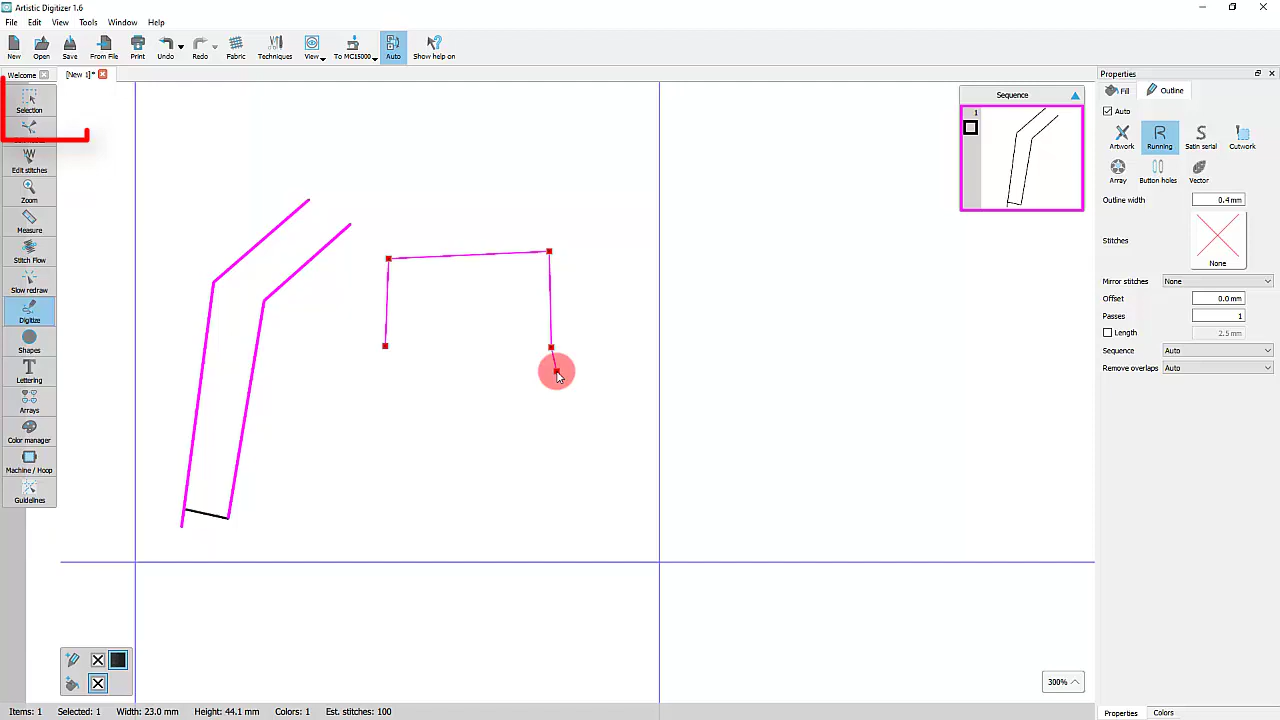 Artistic Digitizer 1.6
File Edit View Tools Window Help
New Open Save From File Print Undo Redo Fabric Techniques View To MC15000 Auto Show help on
Welcome [New 1]*
Selection
Edit stitches
Zoom
Measure
Stitch Flow
Slow redraw
Digitize
Shapes
Lettering
Arrays
Color manager
Machine / Hoop
Guidelines
Sequence
1
300%
Properties
Fill Outline
Auto
Artwork Running Satin serial Cutwork
Array Button holes Vector
Outline width 0.4 mm
Stitches
None
Mirror stitches None
Offset 0.0 mm
Passes 1
Length 2.5 mm
Sequence Auto
Remove overlaps Auto
Items: 1 Selected: 1 Width: 23.0 mm Height: 44.1 mm Colors: 1 Est. stitches: 100
Properties Colors